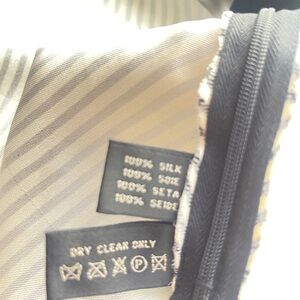 100% SILK
100% SOIE
100% SETA
100% SEIDE
DRY CLEAN ONLY
P